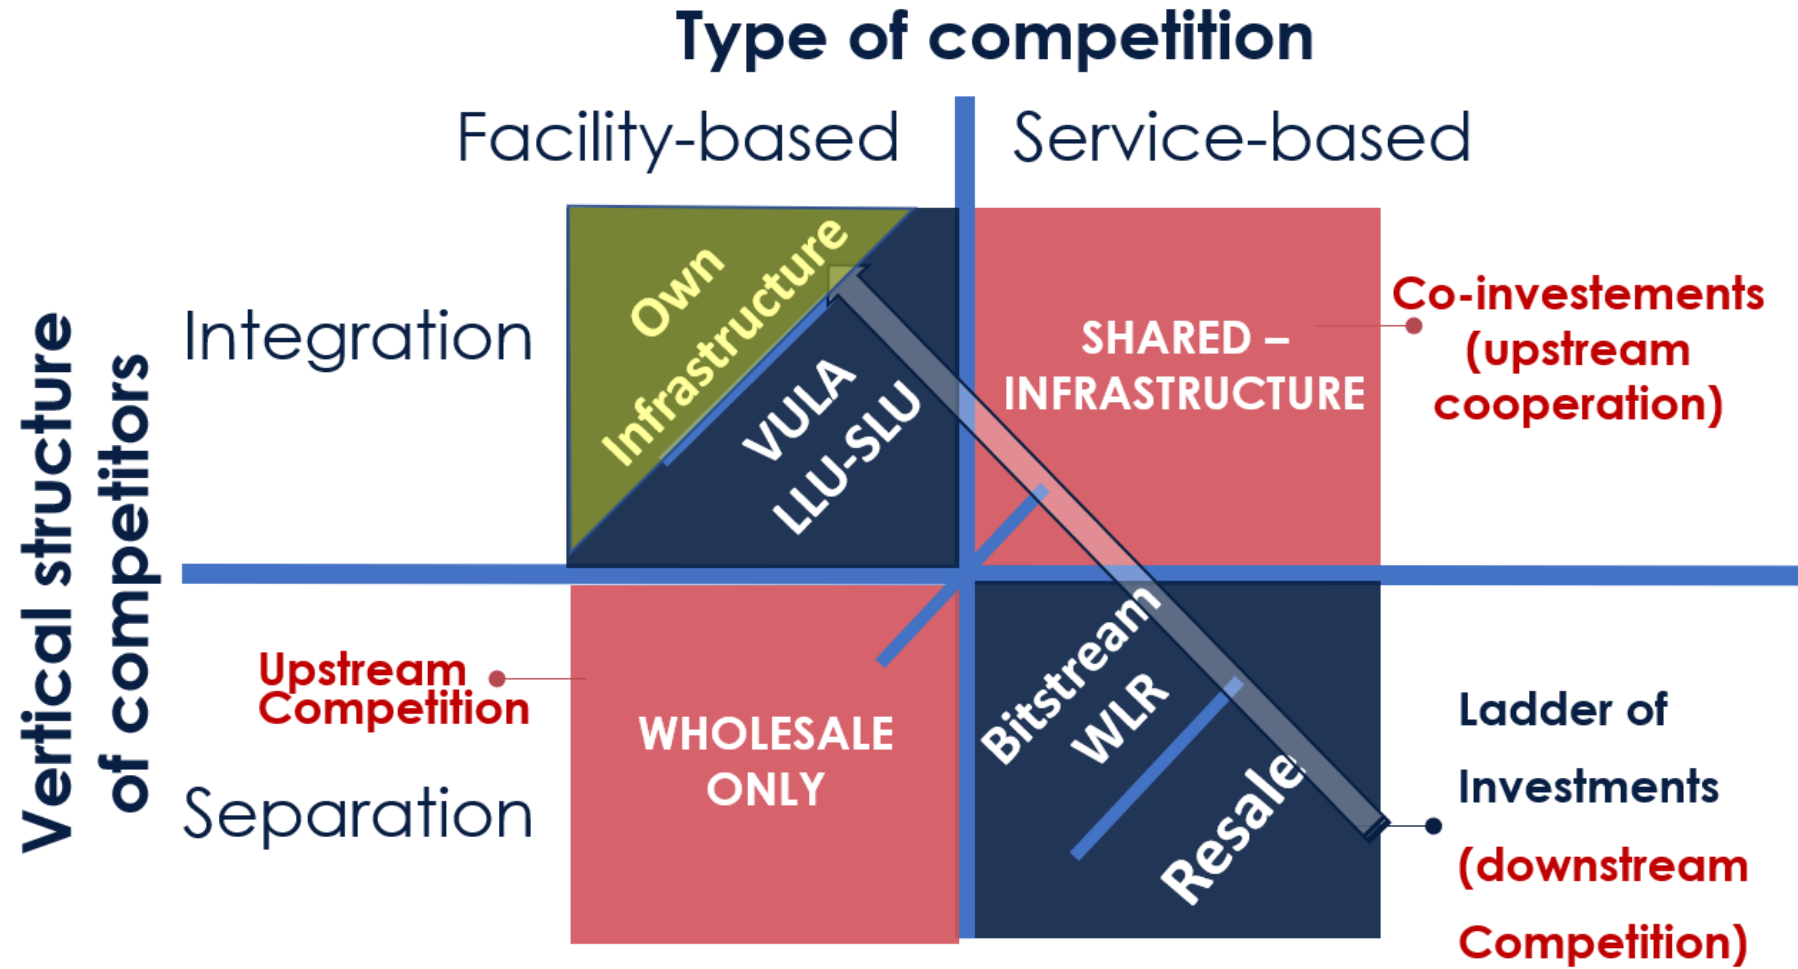 Type of competition
Facility-based
Service-based
Vertical structure
of competitors
Integration
Own
Infrastructure
VULA
LLU-SLU
SHARED –
INFRASTRUCTURE
Co-investements
(upstream
cooperation)
Upstream
Competition
Separation
WHOLESALE
ONLY
Bitstream
WLR
Resale
Ladder of
Investments
(downstream
Competition)